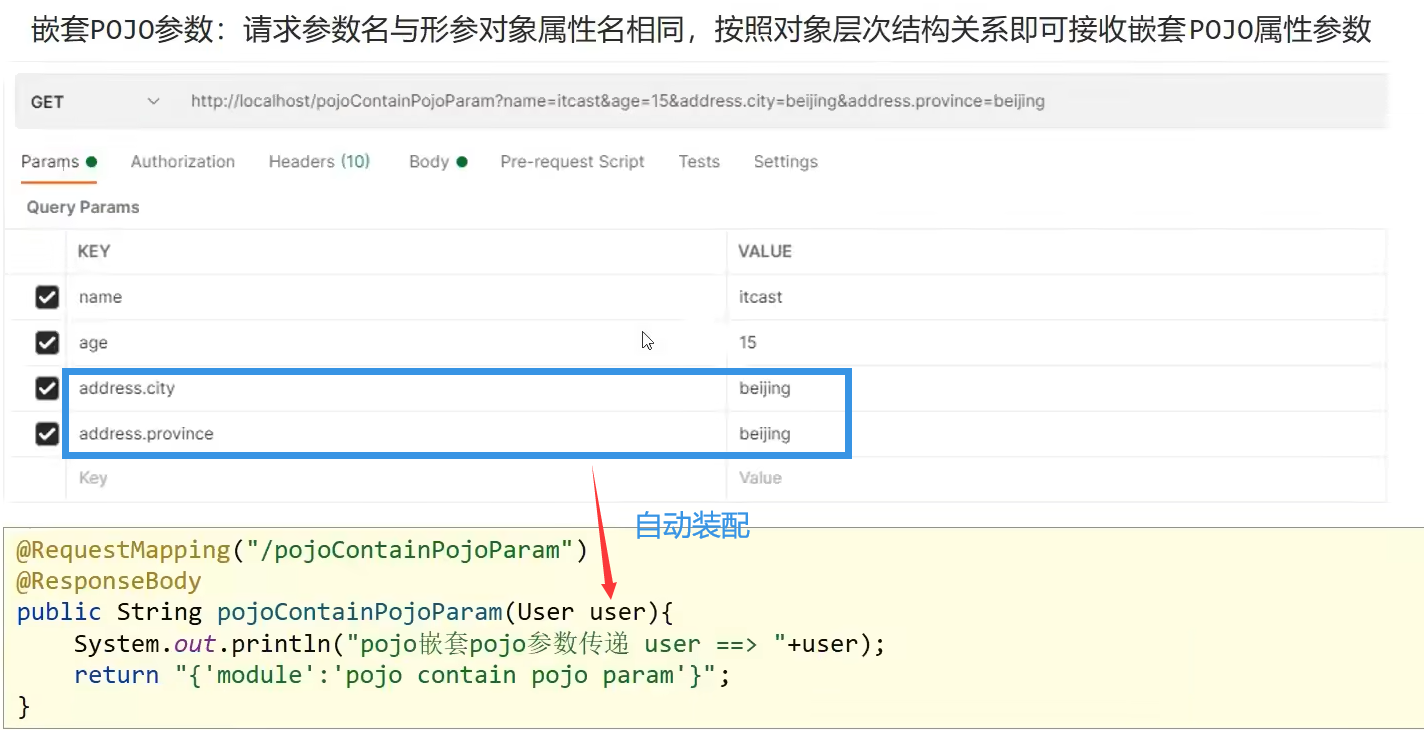 嵌套POJO参数：请求参数名与形参对象属性名相同，按照对象层次结构关系即可接收嵌套POJO属性参数
GET http://localhost/pojoContainPojoParam?name=itcast&age=15&address.city=beijing&address.province=beijing
Params Authorization Headers (10) Body Pre-request Script Tests Settings
Query Params
KEY VALUE
name itcast
age 15
address.city beijing
address.province beijing
Key Value
自动装配
@RequestMapping("/pojoContainPojoParam")
@ResponseBody
public String pojoContainPojoParam(User user){
    System.out.println("pojo嵌套pojo参数传递 user ==> "+user);
    return "{'module':'pojo contain pojo param'}";
}